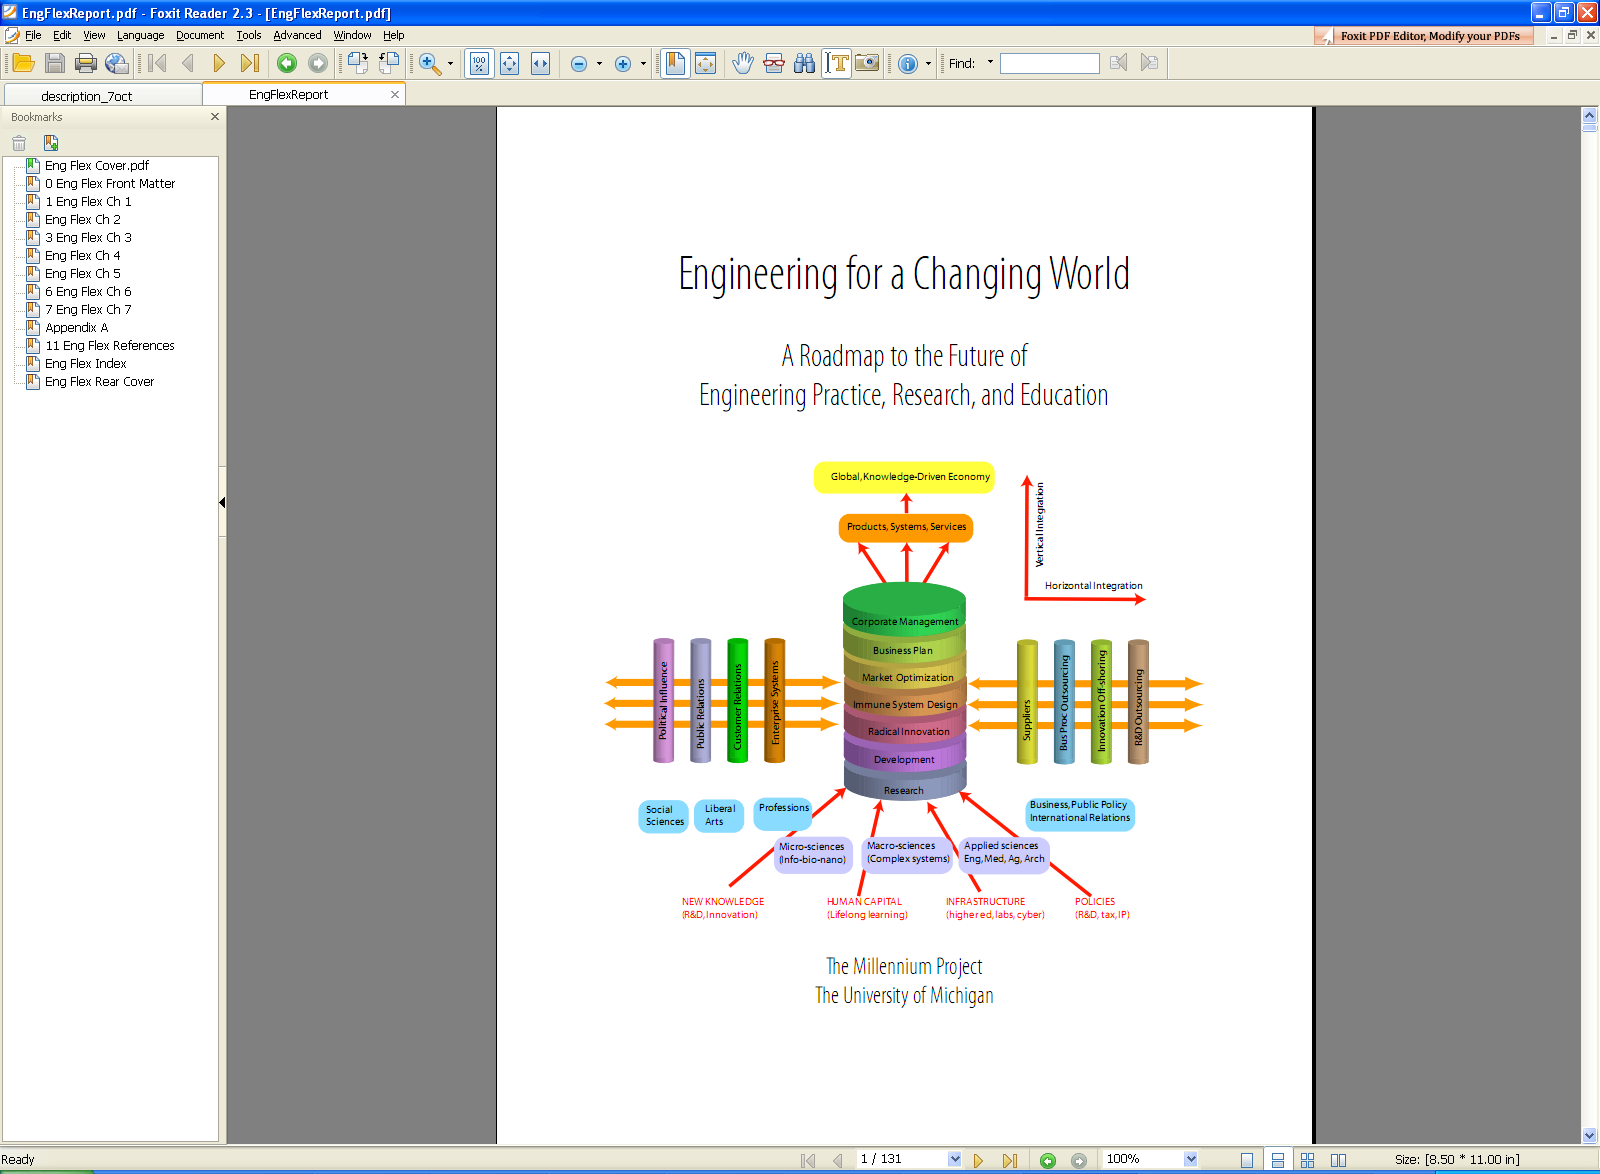 EngFlexReport.pdf - Foxit Reader 2.3 - [EngFlexReport.pdf]
File Edit View Language Document Tools Advanced Window Help
Foxit PDF Editor, Modify your PDFs
100 %
Find:
description_7oct
EngFlexReport
Bookmarks
Eng Flex Cover.pdf
0 Eng Flex Front Matter
1 Eng Flex Ch 1
Eng Flex Ch 2
3 Eng Flex Ch 3
Eng Flex Ch 4
Eng Flex Ch 5
6 Eng Flex Ch 6
7 Eng Flex Ch 7
Appendix A
11 Eng Flex References
Eng Flex Index
Eng Flex Rear Cover
Engineering for a Changing World
A Roadmap to the Future of
Engineering Practice, Research, and Education
Global, Knowledge-Driven Economy
Products, Systems, Services
Vertical Integration
Horizontal Integration
Corporate Management
Business Plan
Market Optimization
Immune System Design
Radical Innovation
Development
Research
Political Influence
Public Relations
Customer Relations
Enterprise Systems
Suppliers
Bus Proc Outsourcing
Innovation Off-shoring
R&D Outsourcing
Social
Sciences
Liberal
Arts
Professions
Business, Public Policy
International Relations
Micro-sciences
(Info-bio-nano)
Macro-sciences
(Complex systems)
Applied sciences
Eng, Med, Ag, Arch
NEW KNOWLEDGE
(R&D, Innovation)
HUMAN CAPITAL
(Lifelong learning)
INFRASTRUCTURE
(higher ed, labs, cyber)
POLICIES
(R&D, tax, IP)
The Millennium Project
The University of Michigan
Ready
1 / 131
100%
Size: [8.50 * 11.00 in]